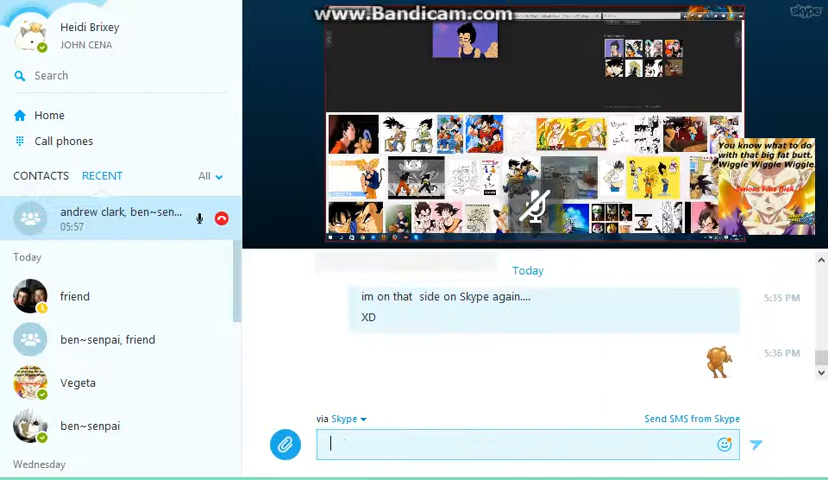 www.Bandicam.com
skype
Heidi Brixey
JOHN CENA
Search
Home
Call phones
CONTACTS
RECENT
All
andrew clark, ben~sen...
05:57
Today
friend
ben~senpai, friend
Vegeta
ben~senpai
Wednesday
You know what to do
with that big fat butt.
Wiggle Wiggle Wiggle
Today
im on that side on Skype again....
5:35 PM
XD
5:36 PM
via Skype
Send SMS from Skype